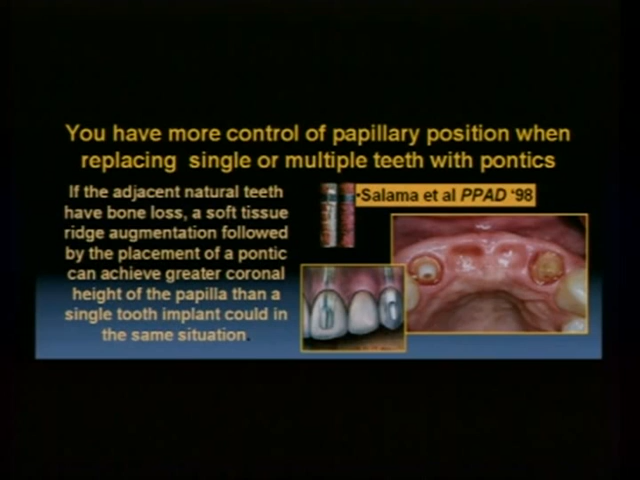 You have more control of papillary position when
replacing single or multiple teeth with pontics
If the adjacent natural teeth
have bone loss, a soft tissue
ridge augmentation followed
by the placement of a pontic
can achieve greater coronal
height of the papilla than a
single tooth implant could in
the same situation.
-Salama et al PPAD ‘98